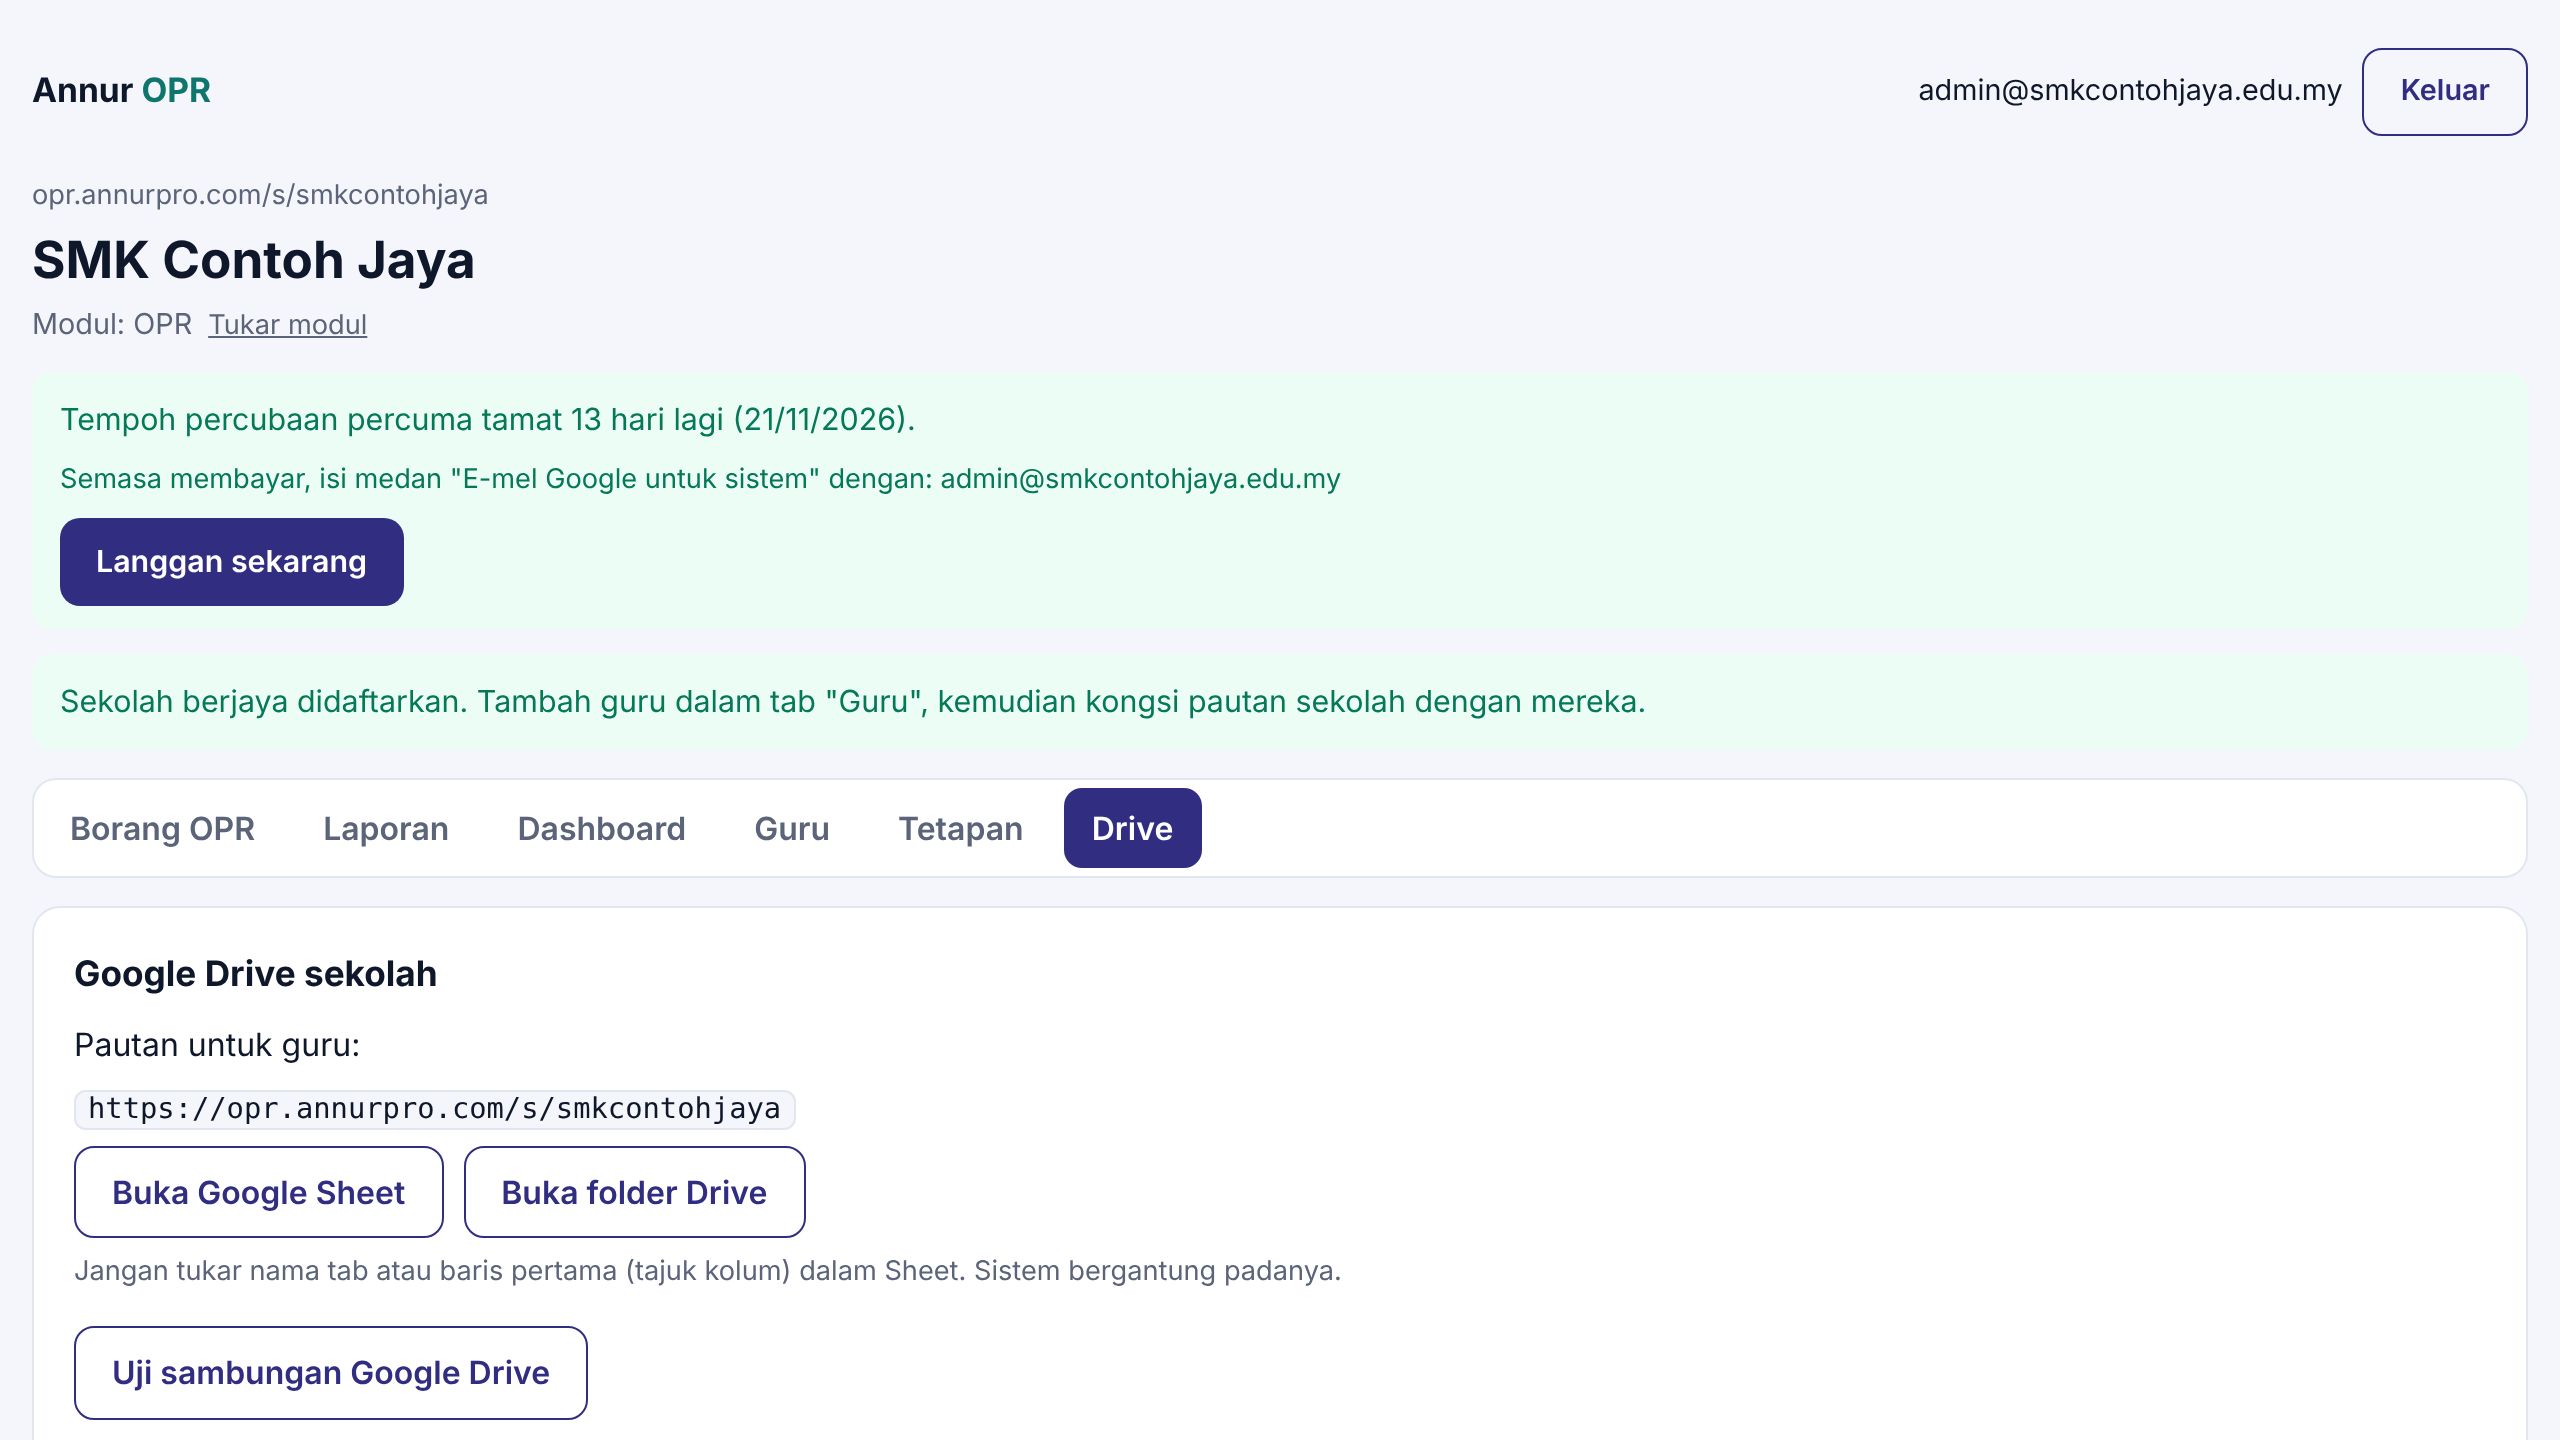 Annur OPR
admin@smkcontohjaya.edu.my
Keluar
opr.annurpro.com/s/smkcontohjaya
SMK Contoh Jaya
Modul: OPR Tukar modul
Tempoh percubaan percuma tamat 13 hari lagi (21/11/2026).
Semasa membayar, isi medan "E-mel Google untuk sistem" dengan: admin@smkcontohjaya.edu.my
Langgan sekarang
Sekolah berjaya didaftarkan. Tambah guru dalam tab "Guru", kemudian kongsi pautan sekolah dengan mereka.
Borang OPR Laporan Dashboard Guru Tetapan Drive
Google Drive sekolah
Pautan untuk guru:
https://opr.annurpro.com/s/smkcontohjaya
Buka Google Sheet Buka folder Drive
Jangan tukar nama tab atau baris pertama (tajuk kolum) dalam Sheet. Sistem bergantung padanya.
Uji sambungan Google Drive